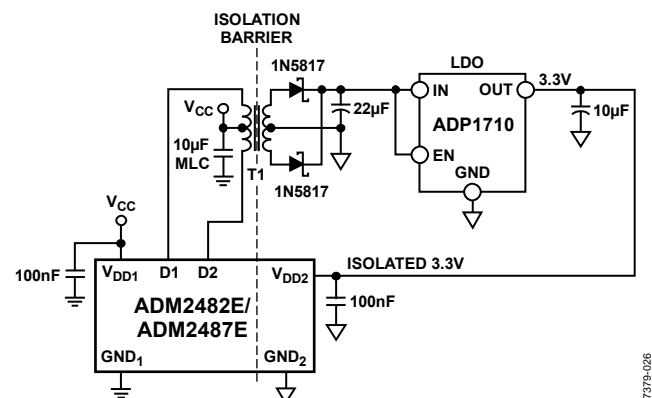 ISOLATION
BARRIER
1N5817
LDO
IN
OUT
3.3V
VCC
22µF
ADP1710
10µF
10µF
MLC
EN
T1
1N5817
GND
VCC
100nF
VDD1
D1
D2
VDD2
ISOLATED 3.3V
100nF
ADM2482E/
ADM2487E
GND1
GND2
7379-026